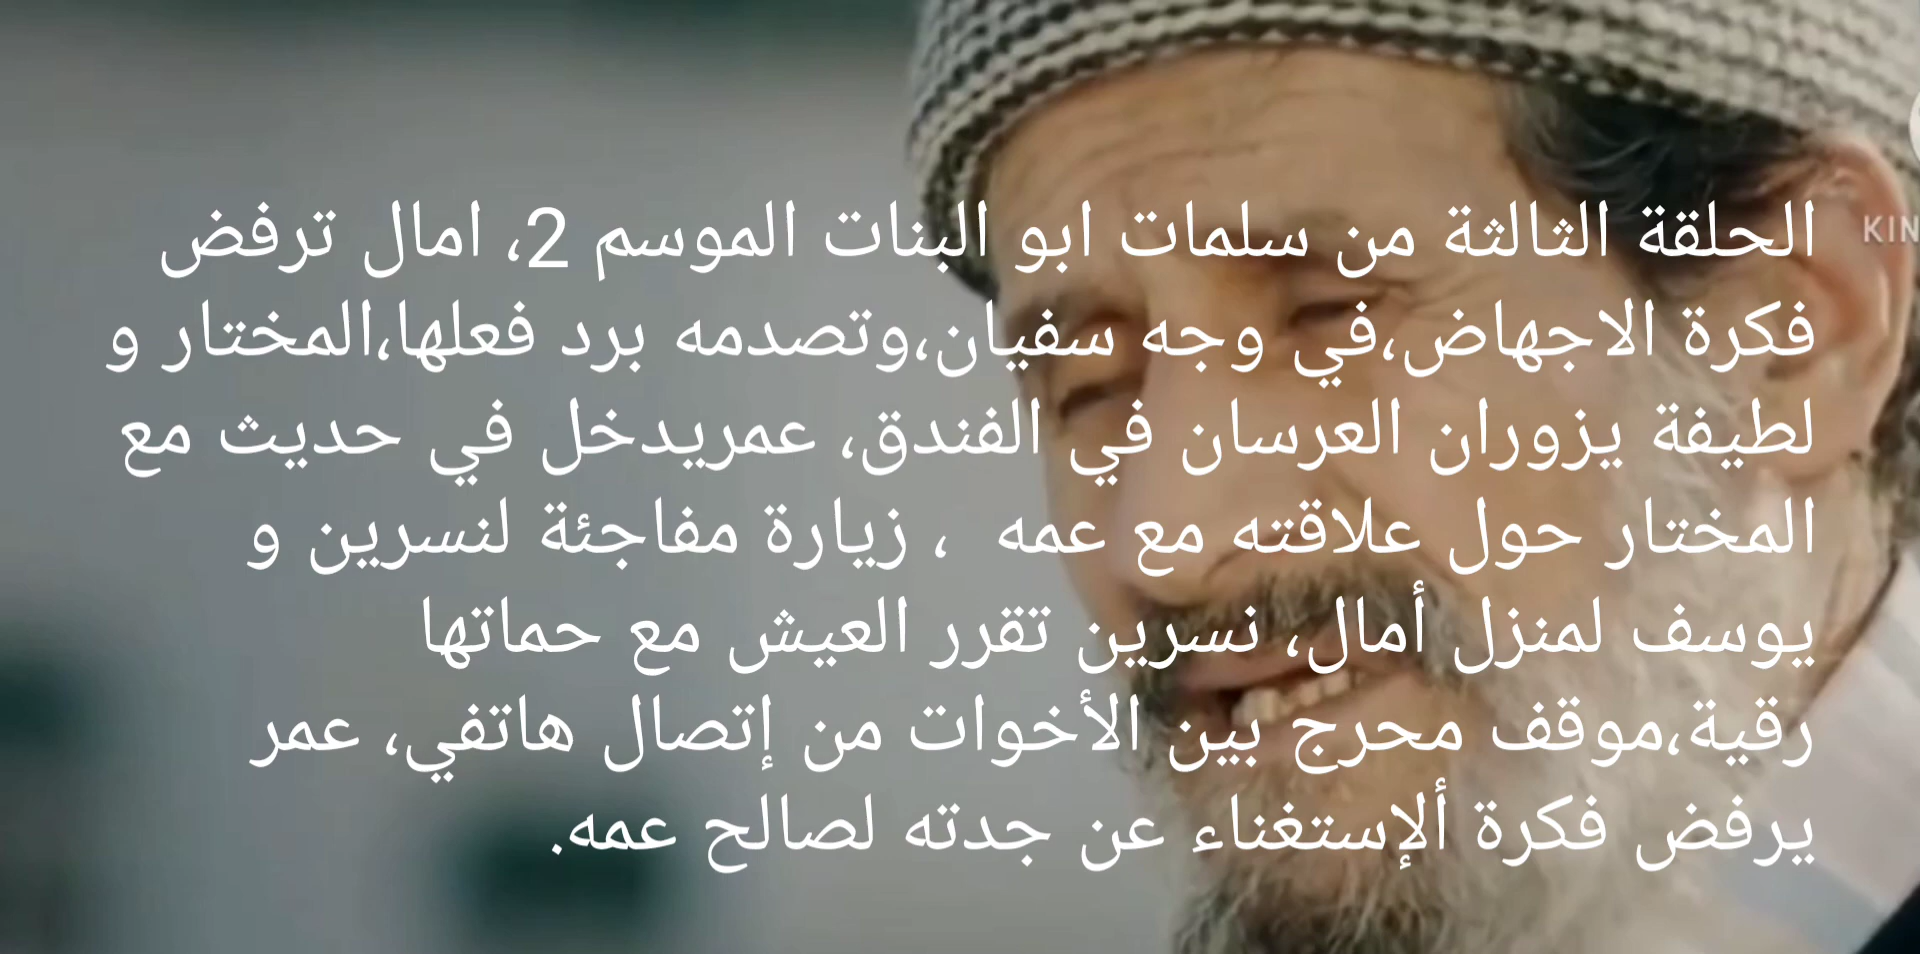 الحلقة الثالثة من سلمات ابو البنات الموسم 2، امال ترفض
فكرة الاجهاض،في وجه سفيان،وتصدمه برد فعلها،المختار و
لطيفة يزوران العرسان في الفندق، عمريدخل في حديث مع
المختار حول علاقته مع عمه ، زيارة مفاجئة لنسرين و
يوسف لمنزل أمال، نسرين تقرر العيش مع حماتها
رقية،موقف محرج بين الأخوات من إتصال هاتفي، عمر
يرفض فكرة ألإستغناء عن جدته لصالح عمه.
KIN